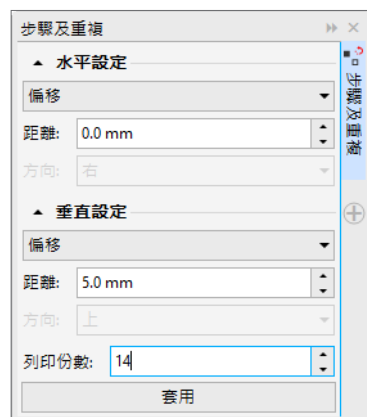 步驟及重複
水平設定
偏移
距離: 0.0 mm
方向: 右
垂直設定
偏移
距離: 5.0 mm
方向: 上
列印份數: 14
套用
步驟及重複